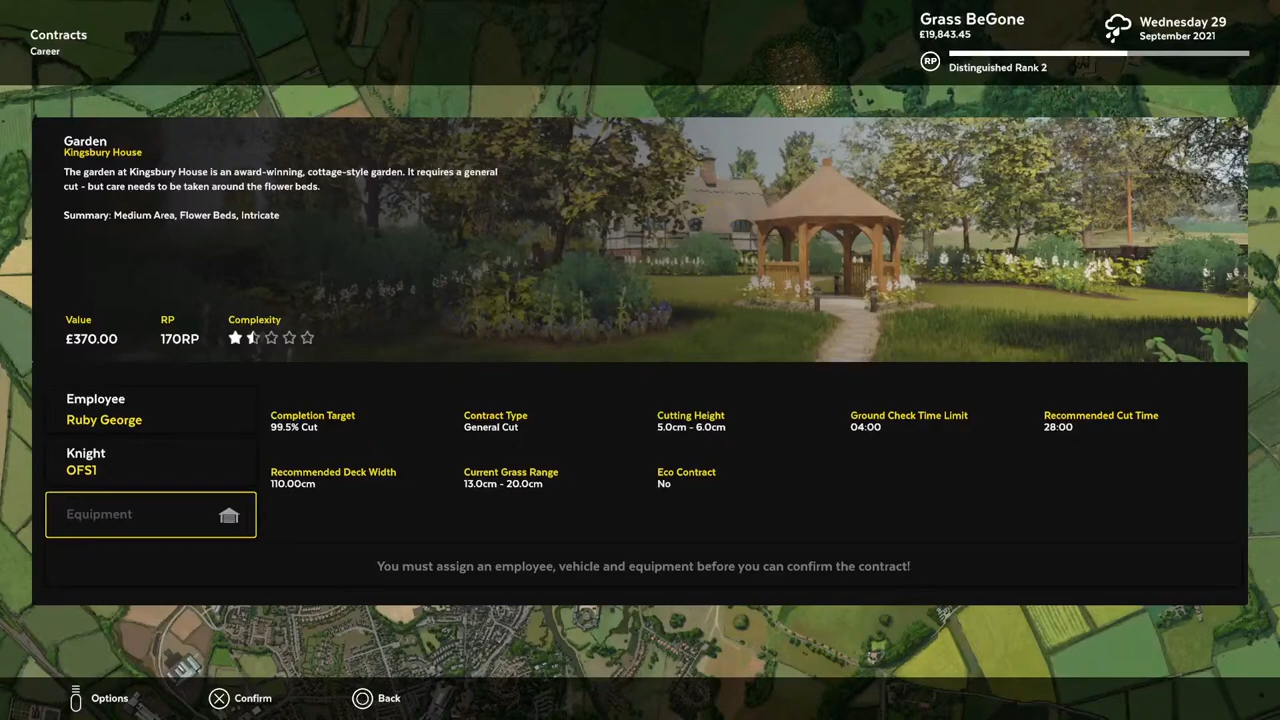 Contracts
Career
Grass BeGone
£19,843.45
Wednesday 29
September 2021
RP
Distinguished Rank 2
Garden
Kingsbury House
The garden at Kingsbury House is an award-winning, cottage-style garden. It requires a general
cut - but care needs to be taken around the flower beds.
Summary: Medium Area, Flower Beds, Intricate
Value
RP
Complexity
£370.00
170RP
Employee
Ruby George
Knight
OFS1
Equipment
Completion Target
99.5% Cut
Contract Type
General Cut
Cutting Height
5.0cm - 6.0cm
Ground Check Time Limit
04:00
Recommended Cut Time
28:00
Recommended Deck Width
110.00cm
Current Grass Range
13.0cm - 20.0cm
Eco Contract
No
You must assign an employee, vehicle and equipment before you can confirm the contract!
Options
Confirm
Back